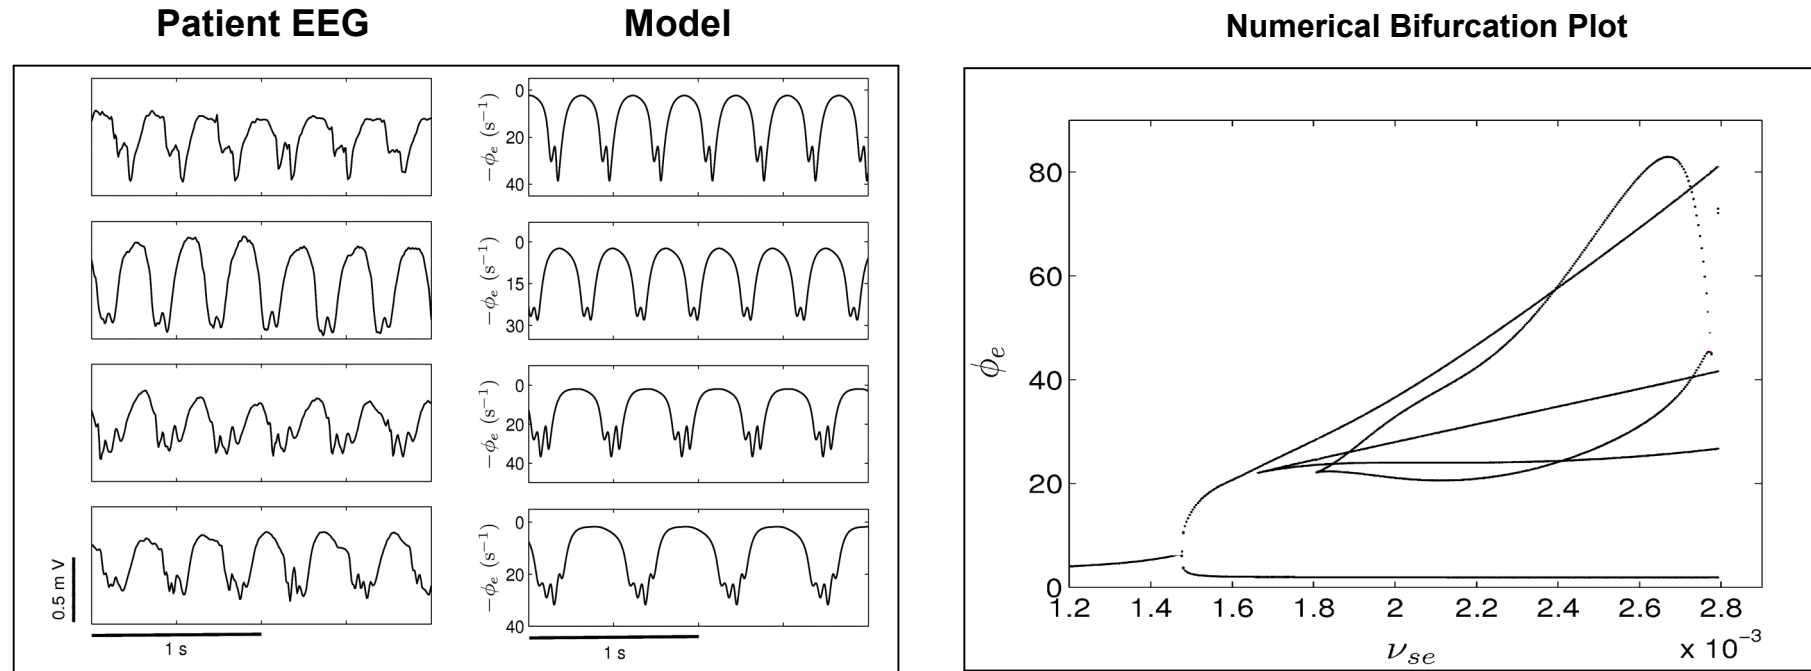 Patient EEG
Model
Numerical Bifurcation Plot
0
20
40
−ϕe (s−1)
0
15
30
−ϕe (s−1)
0
20
40
−ϕe (s−1)
0
20
40
−ϕe (s−1)
0.5 mV
1 s
1 s
80
60
40
20
0
ϕe
1.2 1.4 1.6 1.8 2 2.2 2.4 2.6 2.8
νse
x 10−3